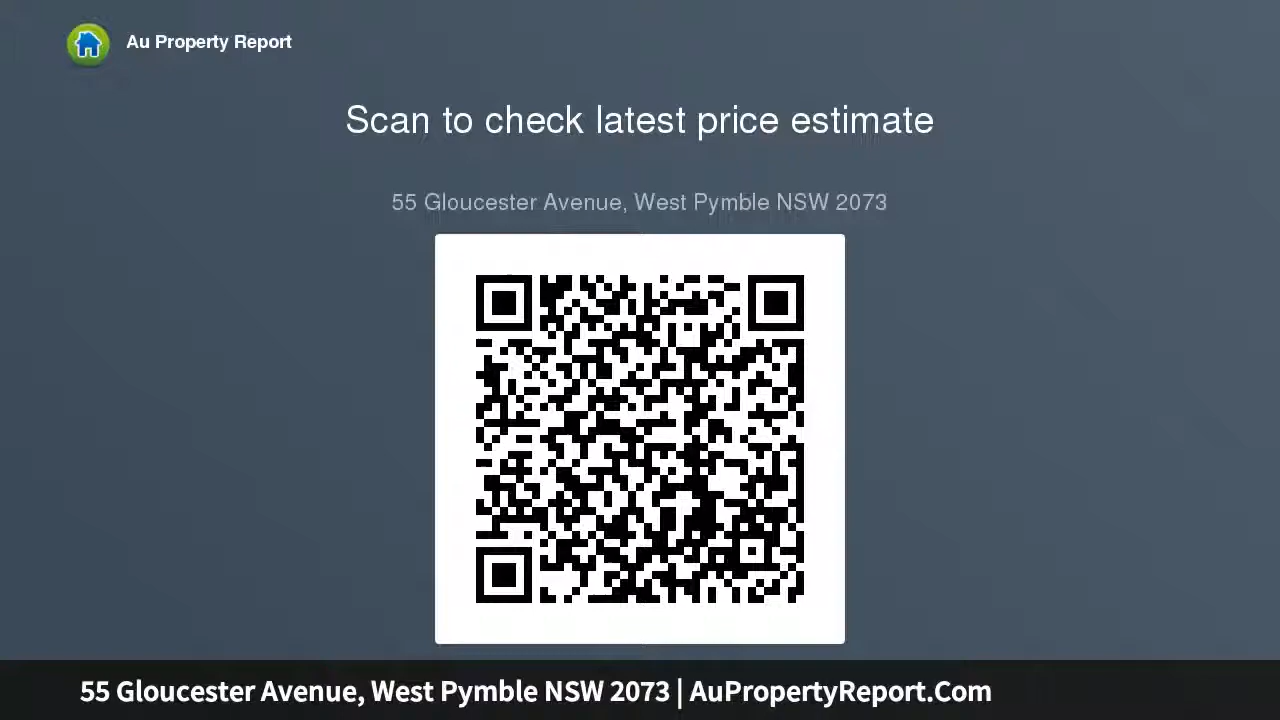 Au Property Report
Scan to check latest price estimate
55 Gloucester Avenue, West Pymble NSW 2073
55 Gloucester Avenue, West Pymble NSW 2073 | AuPropertyReport.Com